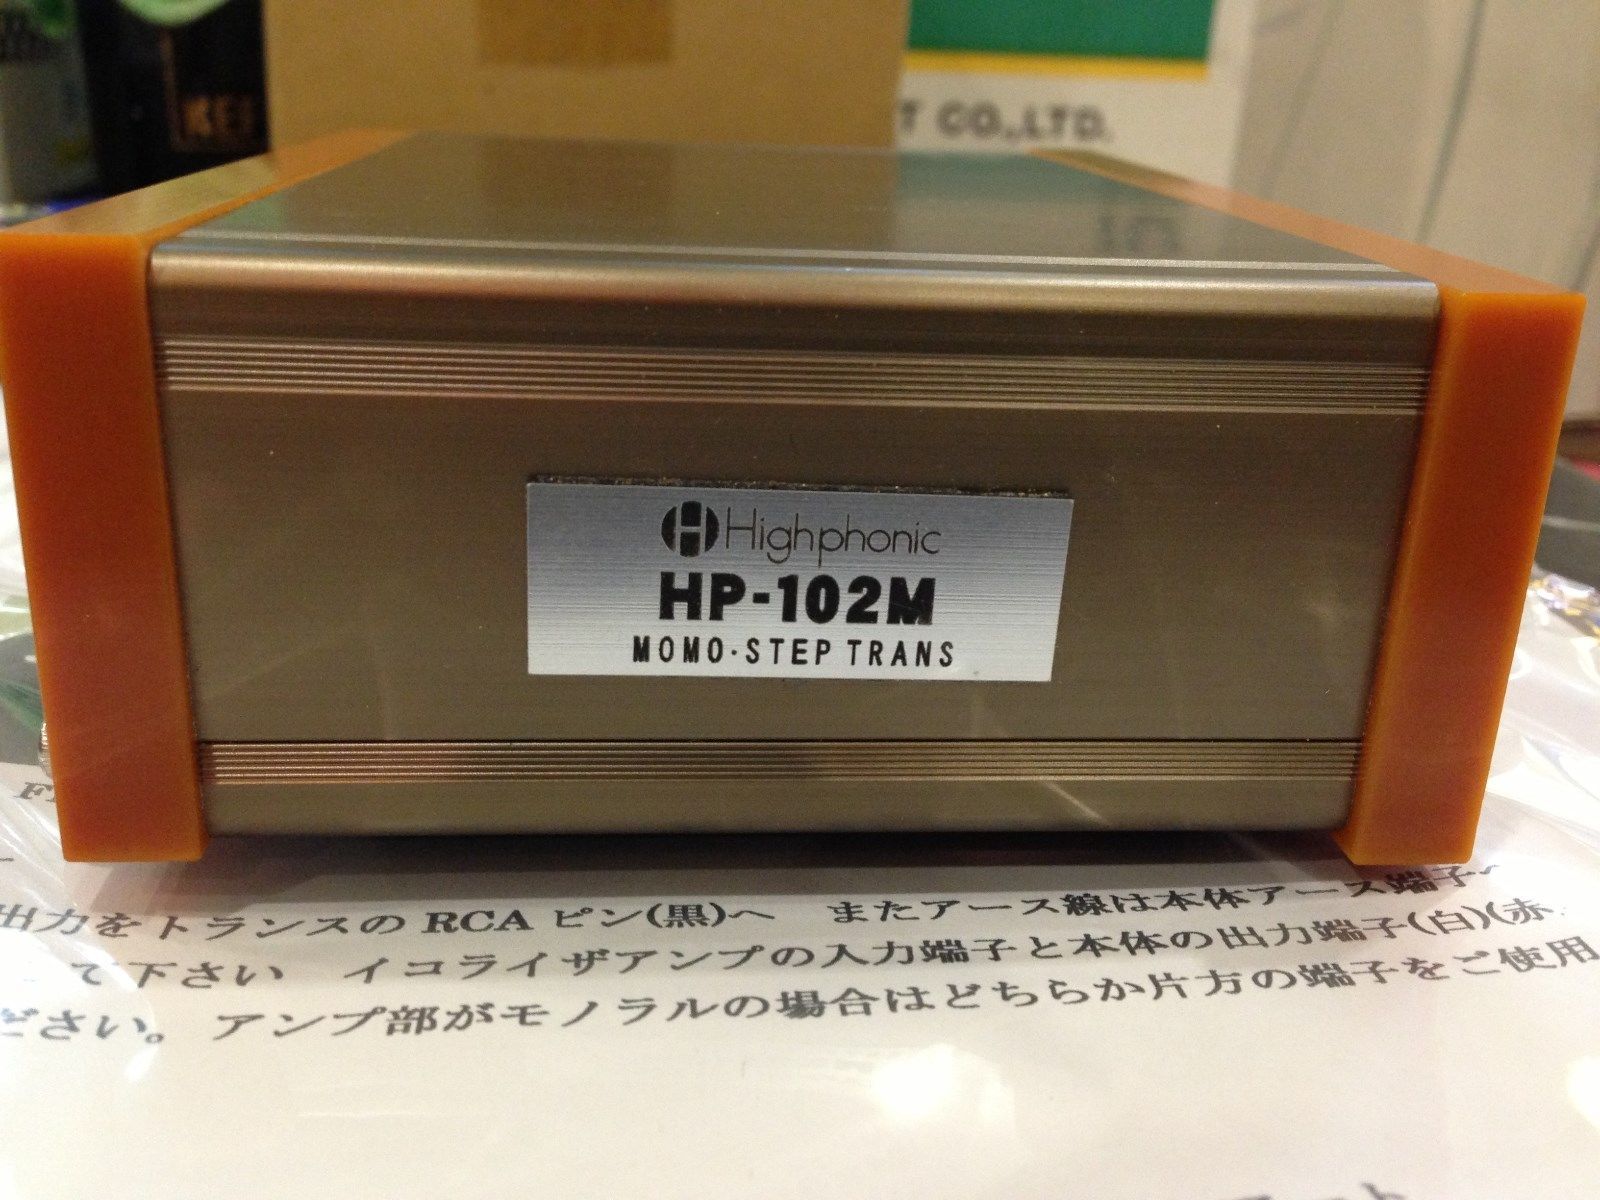 KEF
T CO.,LTD.
Highphonic
HP-102M
MOMO·STEP TRANS
出力をトランスの RCA ピン(黒)へ またアース線は本体アース端子へ
て下さい イコライザアンプの入力端子と本体の出力端子(白)(赤
ださい。アンプ部がモノラルの場合はどちらか片方の端子をご使用